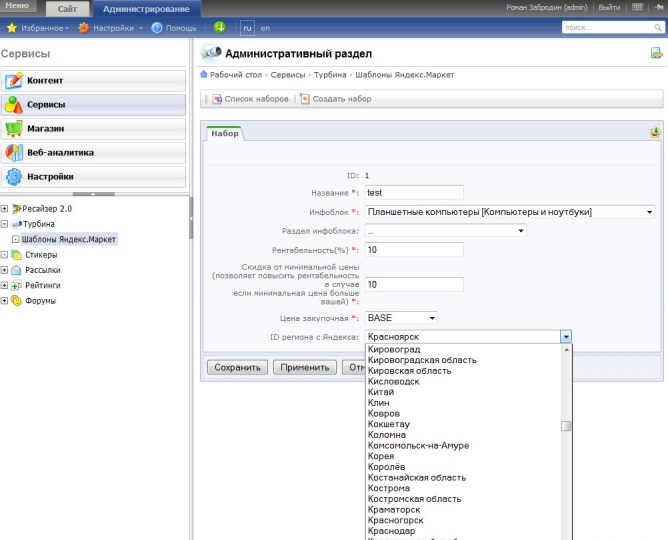 Меню
Сайт
Администрирование
Роман Забродин (admin)
Выйти
Избранное
Настройки
Помощь
ru
en
поиск...
Сервисы
Контент
Сервисы
Магазин
Веб-аналитика
Настройки
Ресайзер 2.0
Турбина
Шаблоны Яндекс.Маркет
Стикеры
Рассылки
Рейтинги
Форумы
Административный раздел
Рабочий стол › Сервисы › Турбина › Шаблоны Яндекс.Маркет
Список наборов
Создать набор
Набор
ID: 1
Название *: test
Инфоблок *: Планшетные компьютеры [Компьютеры и ноутбуки]
Раздел инфоблока: ...
Рентабельность(%) *: 10
Скидка от минимальной цены
(позволяет повысить рентабельность
в случае 10
если минимальная цена больше
вашей) *:
Цена закупочная *: BASE
ID региона с Яндекса: Красноярск
Сохранить
Применить
Отм
Кировоград
Кировоградская область
Кировская область
Кисловодск
Китай
Клин
Ковров
Кокшетау
Коломна
Комсомольск-на-Амуре
Корея
Королёв
Костанайская область
Кострома
Костромская область
Краматорск
Красногорск
Краснодар